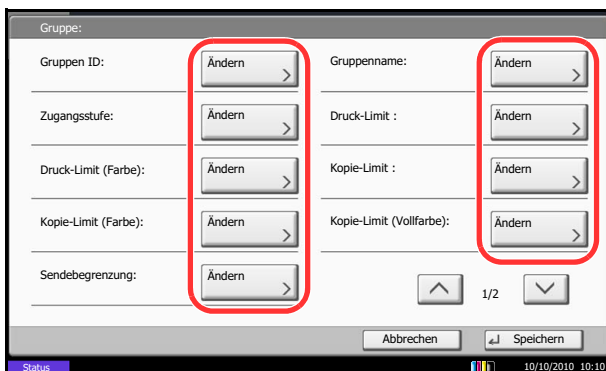 Gruppe:
Gruppen ID: Ändern Gruppenname: Ändern
Zugangsstufe: Ändern Druck-Limit : Ändern
Druck-Limit (Farbe): Ändern Kopie-Limit : Ändern
Kopie-Limit (Farbe): Ändern Kopie-Limit (Vollfarbe): Ändern
Sendebegrenzung: Ändern 1/2
Abbrechen Speichern
Status 10/10/2010 10:10